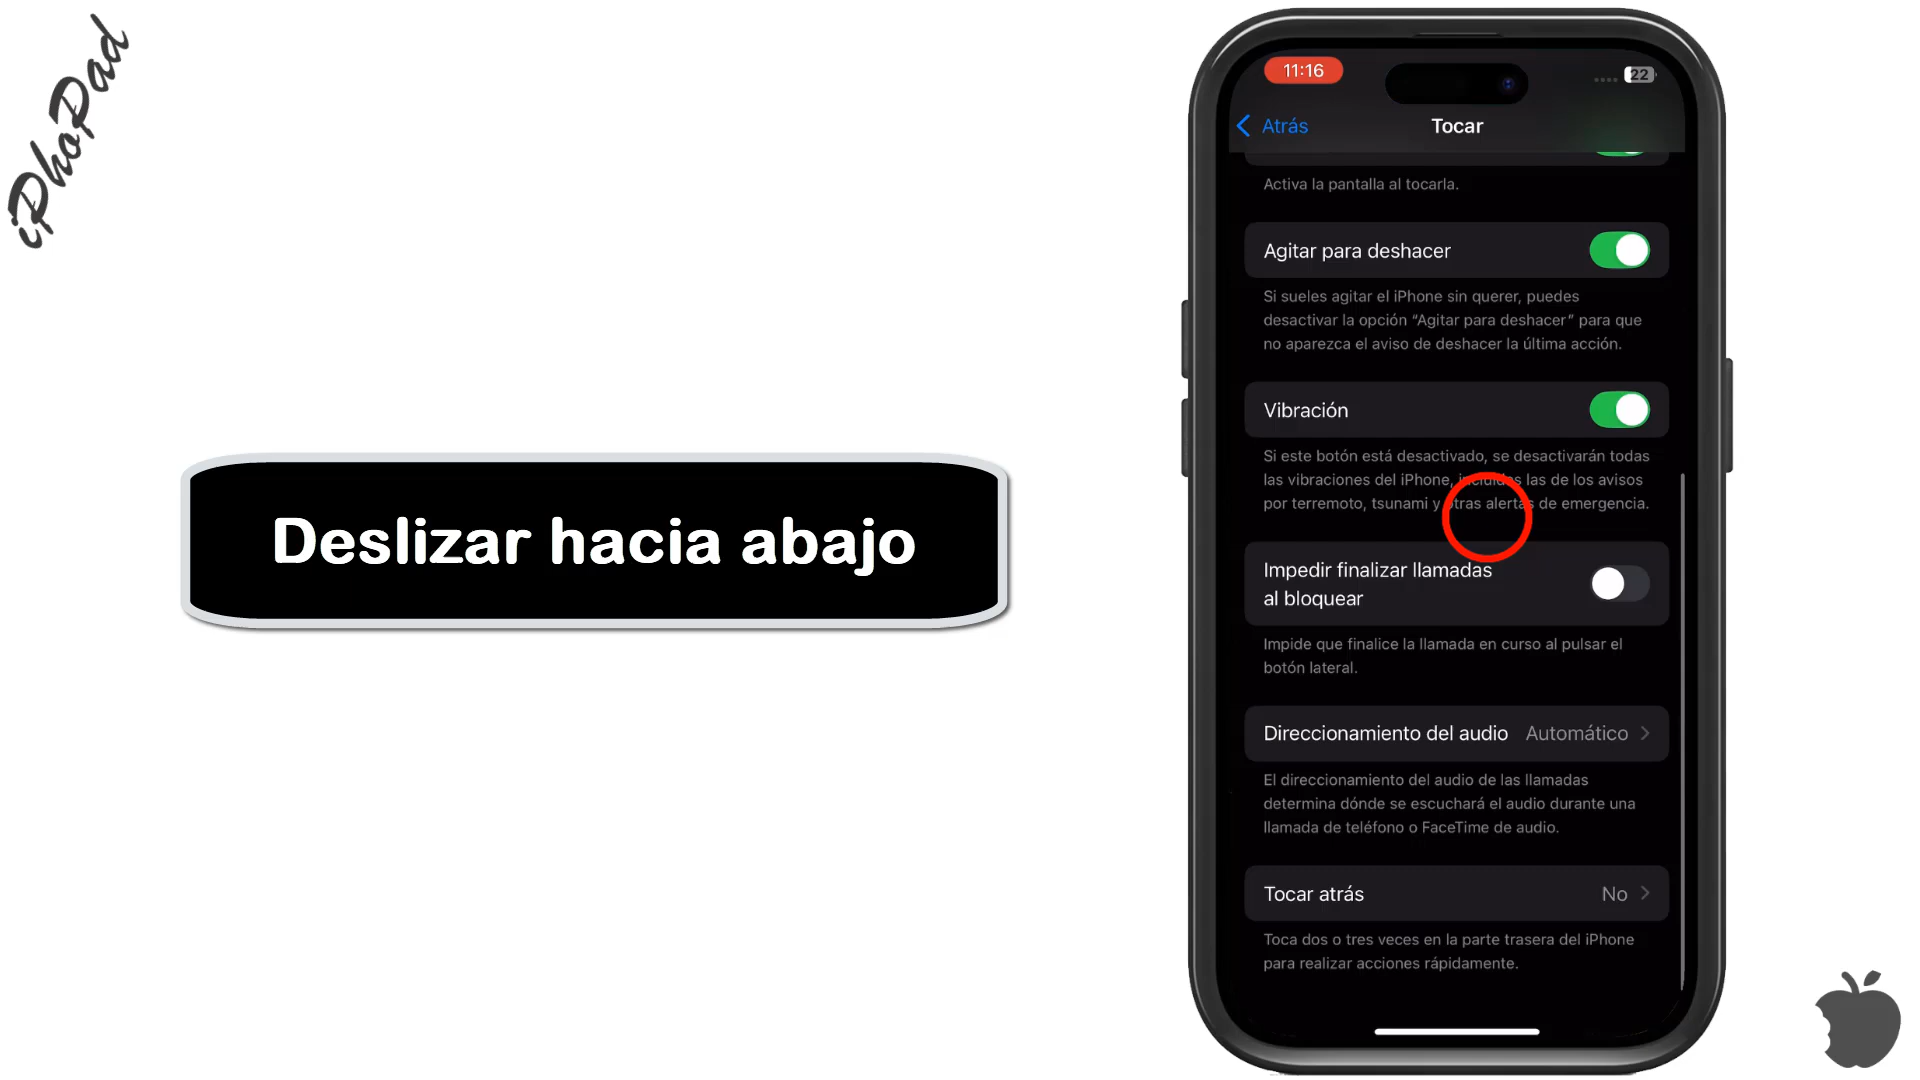 iPhoPad
Deslizar hacia abajo
11:16
22
Atrás
Tocar
Activa la pantalla al tocarla.
Agitar para deshacer
Si sueles agitar el iPhone sin querer, puedes
desactivar la opción “Agitar para deshacer” para que
no aparezca el aviso de deshacer la última acción.
Vibración
Si este botón está desactivado, se desactivarán todas
las vibraciones del iPhone, incluidas las de los avisos
por terremoto, tsunami y otras alertas de emergencia.
Impedir finalizar llamadas
al bloquear
Impide que finalice la llamada en curso al pulsar el
botón lateral.
Direccionamiento del audio Automático
El direccionamiento del audio de las llamadas
determina dónde se escuchará el audio durante una
llamada de teléfono o FaceTime de audio.
Tocar atrás No
Toca dos o tres veces en la parte trasera del iPhone
para realizar acciones rápidamente.